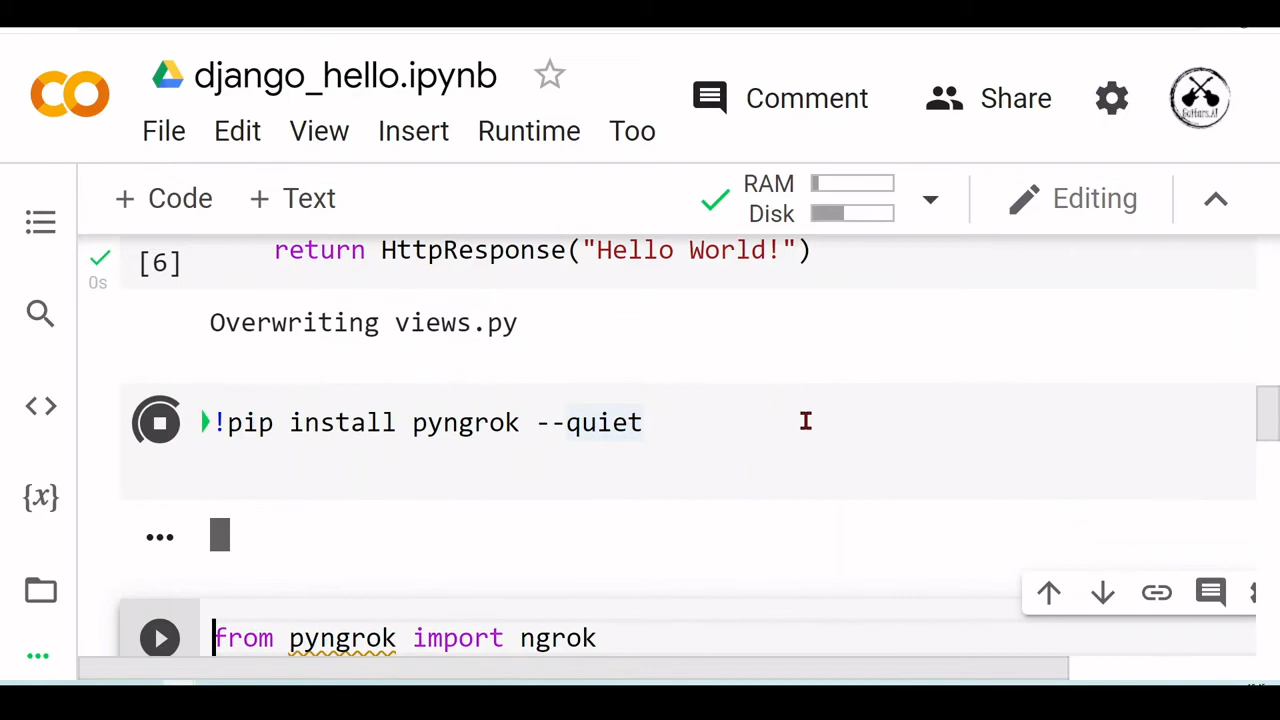 django_hello.ipynb
Comment
Share
File Edit View Insert Runtime Too
+ Code + Text
RAM
Disk
Editing
return HttpResponse("Hello World!")
[6]
0s
Overwriting views.py
!pip install pyngrok --quiet
from pyngrok import ngrok